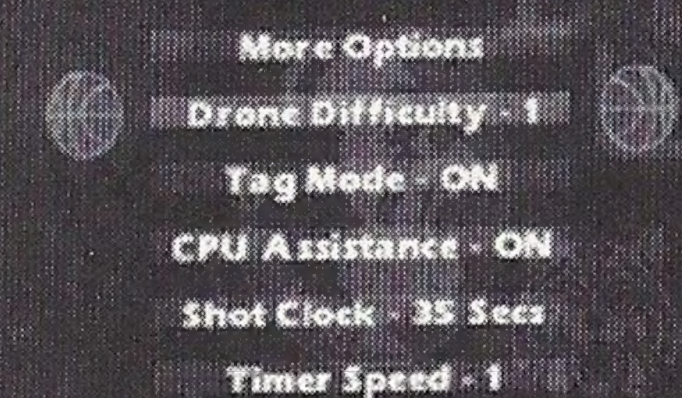 More Options
Drone Difficulty - 1
Tag Mode - ON
CPU Assistance - ON
Shot Clock - 35 Secs
Timer Speed - 1